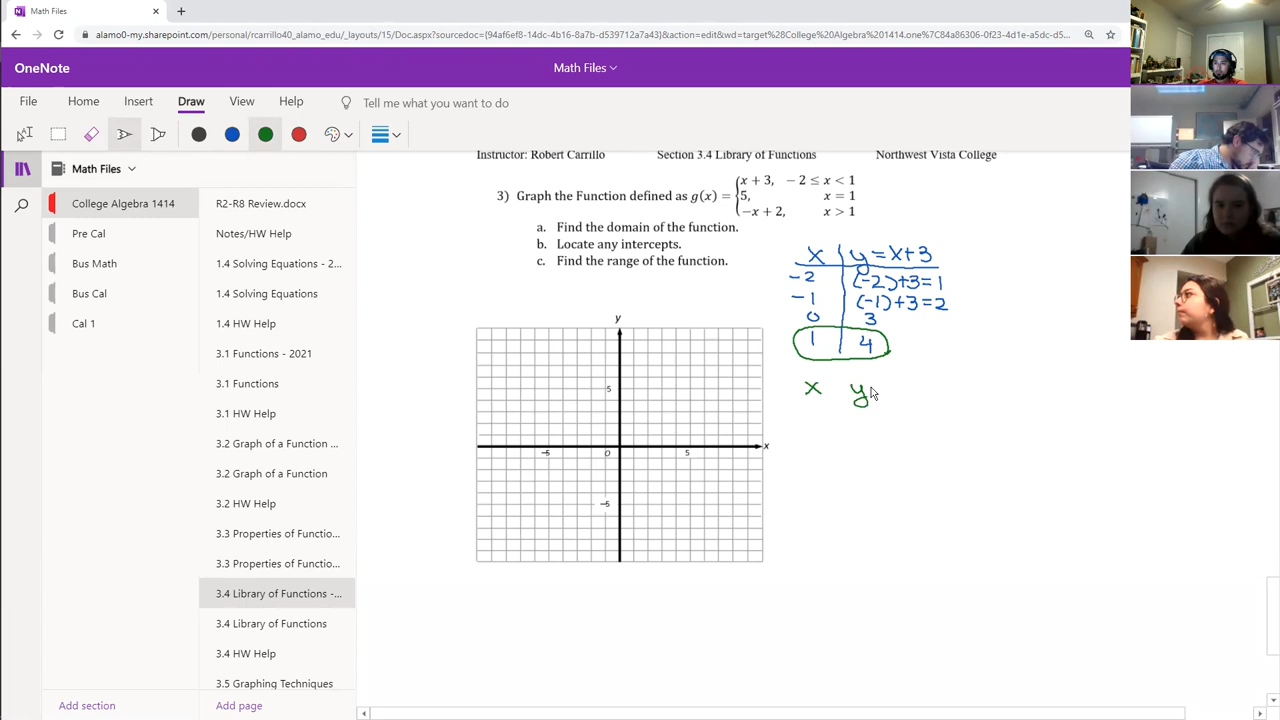 Math Files
alamo0-my.sharepoint.com/personal/rcarrillo40_alamo_edu/_layouts/15/Doc.aspx?sourcedoc={94af6ef8-14dc-4b16-8a7b-d539712a7a43}&action=edit&wd=target%28College%20Algebra%201414.one%7C84a86306-0f23-4d1e-a5dc-d5...
OneNote
Math Files
File Home Insert Draw View Help Tell me what you want to do
Math Files
College Algebra 1414
Pre Cal
Bus Math
Bus Cal
Cal 1
Add section
R2-R8 Review.docx
Notes/HW Help
1.4 Solving Equations - 2...
1.4 Solving Equations
1.4 HW Help
3.1 Functions - 2021
3.1 Functions
3.1 HW Help
3.2 Graph of a Function ...
3.2 Graph of a Function
3.2 HW Help
3.3 Properties of Functio...
3.3 Properties of Functio...
3.4 Library of Functions -...
3.4 Library of Functions
3.4 HW Help
3.5 Graphing Techniques
Add page
Instructor: Robert Carrillo Section 3.4 Library of Functions Northwest Vista College
3) Graph the Function defined as g(x) = { x + 3, − 2 ≤ x < 1
5, x = 1
−x + 2, x > 1
a. Find the domain of the function.
b. Locate any intercepts.
c. Find the range of the function.
x | y = x+3
-2 (-2)+3=1
-1 (-1)+3=2
0 3
1 4
x y
y
5
-5 O 5 x
-5